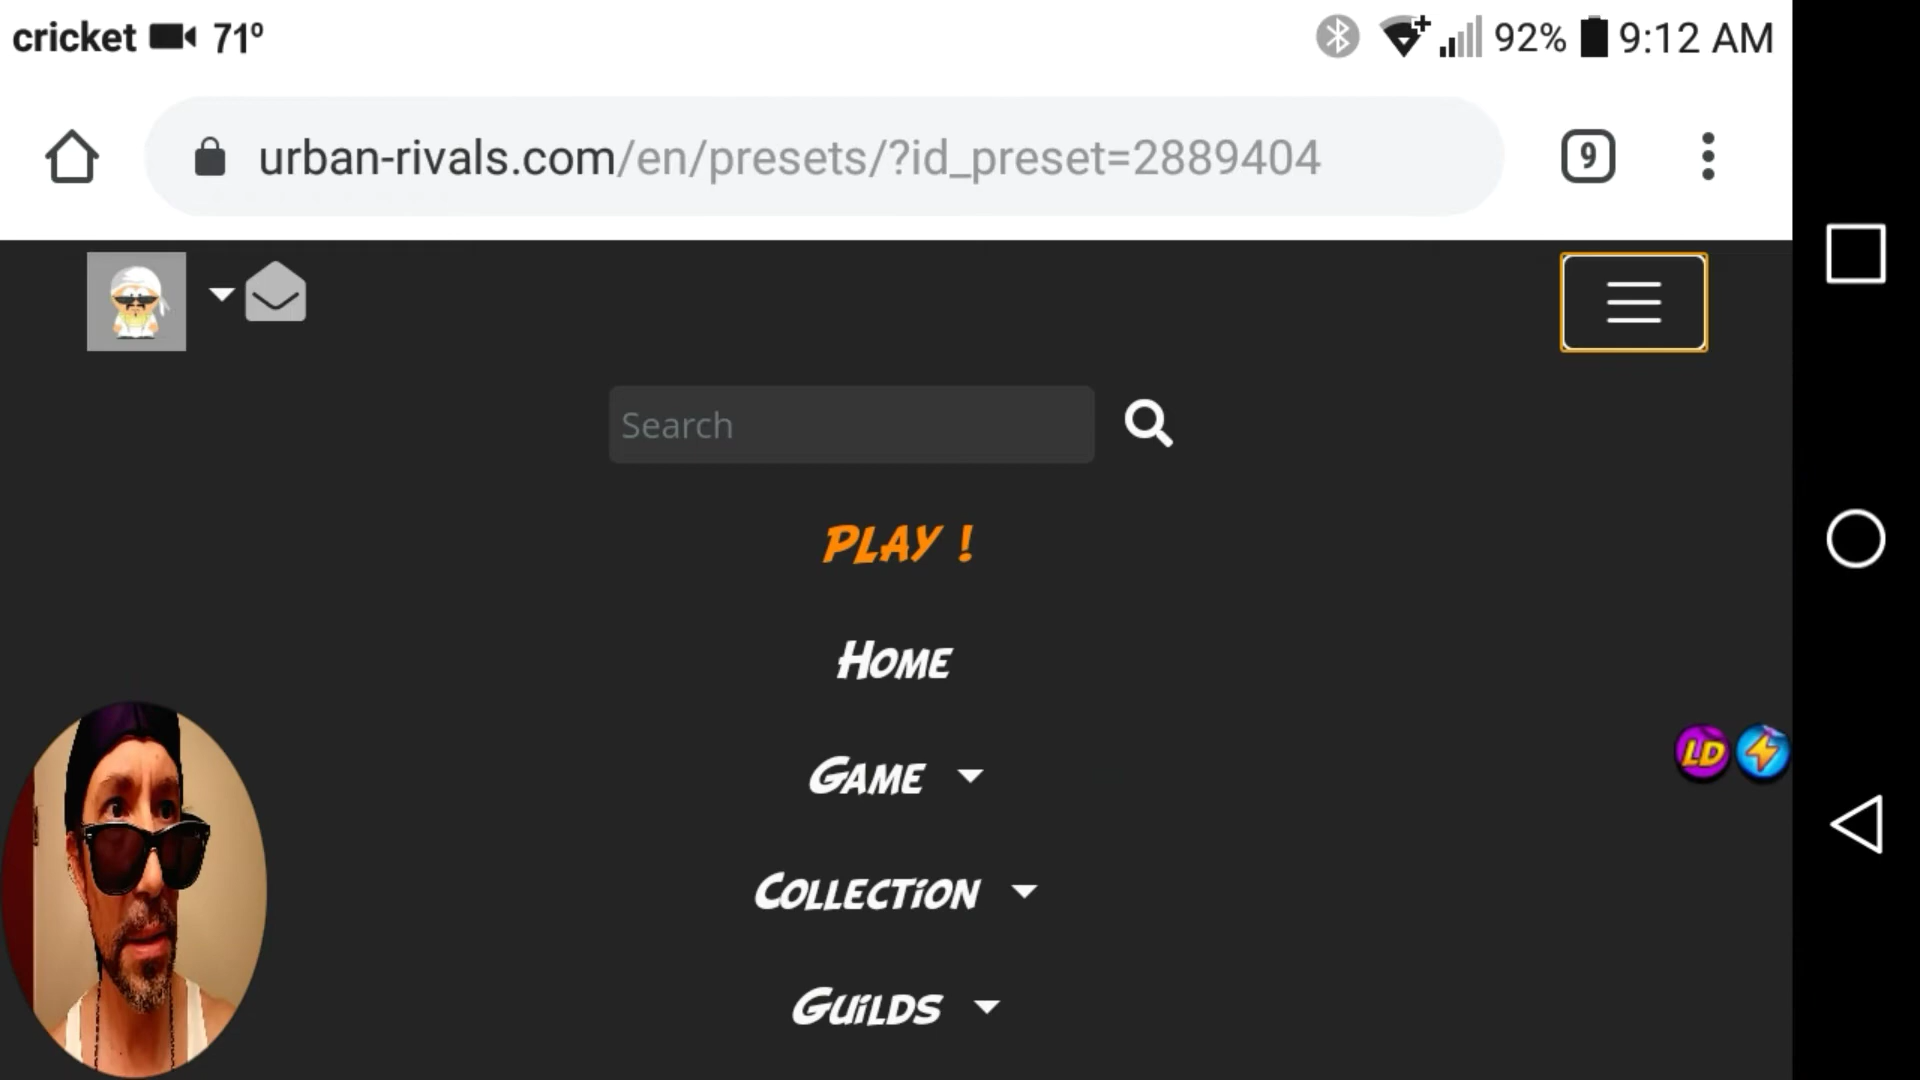 cricket 71° 92% 9:12 AM
urban-rivals.com/en/presets/?id_preset=2889404 9
Search
PLAY !
HOME
GAME
LD
COLLECTION
GUILDS